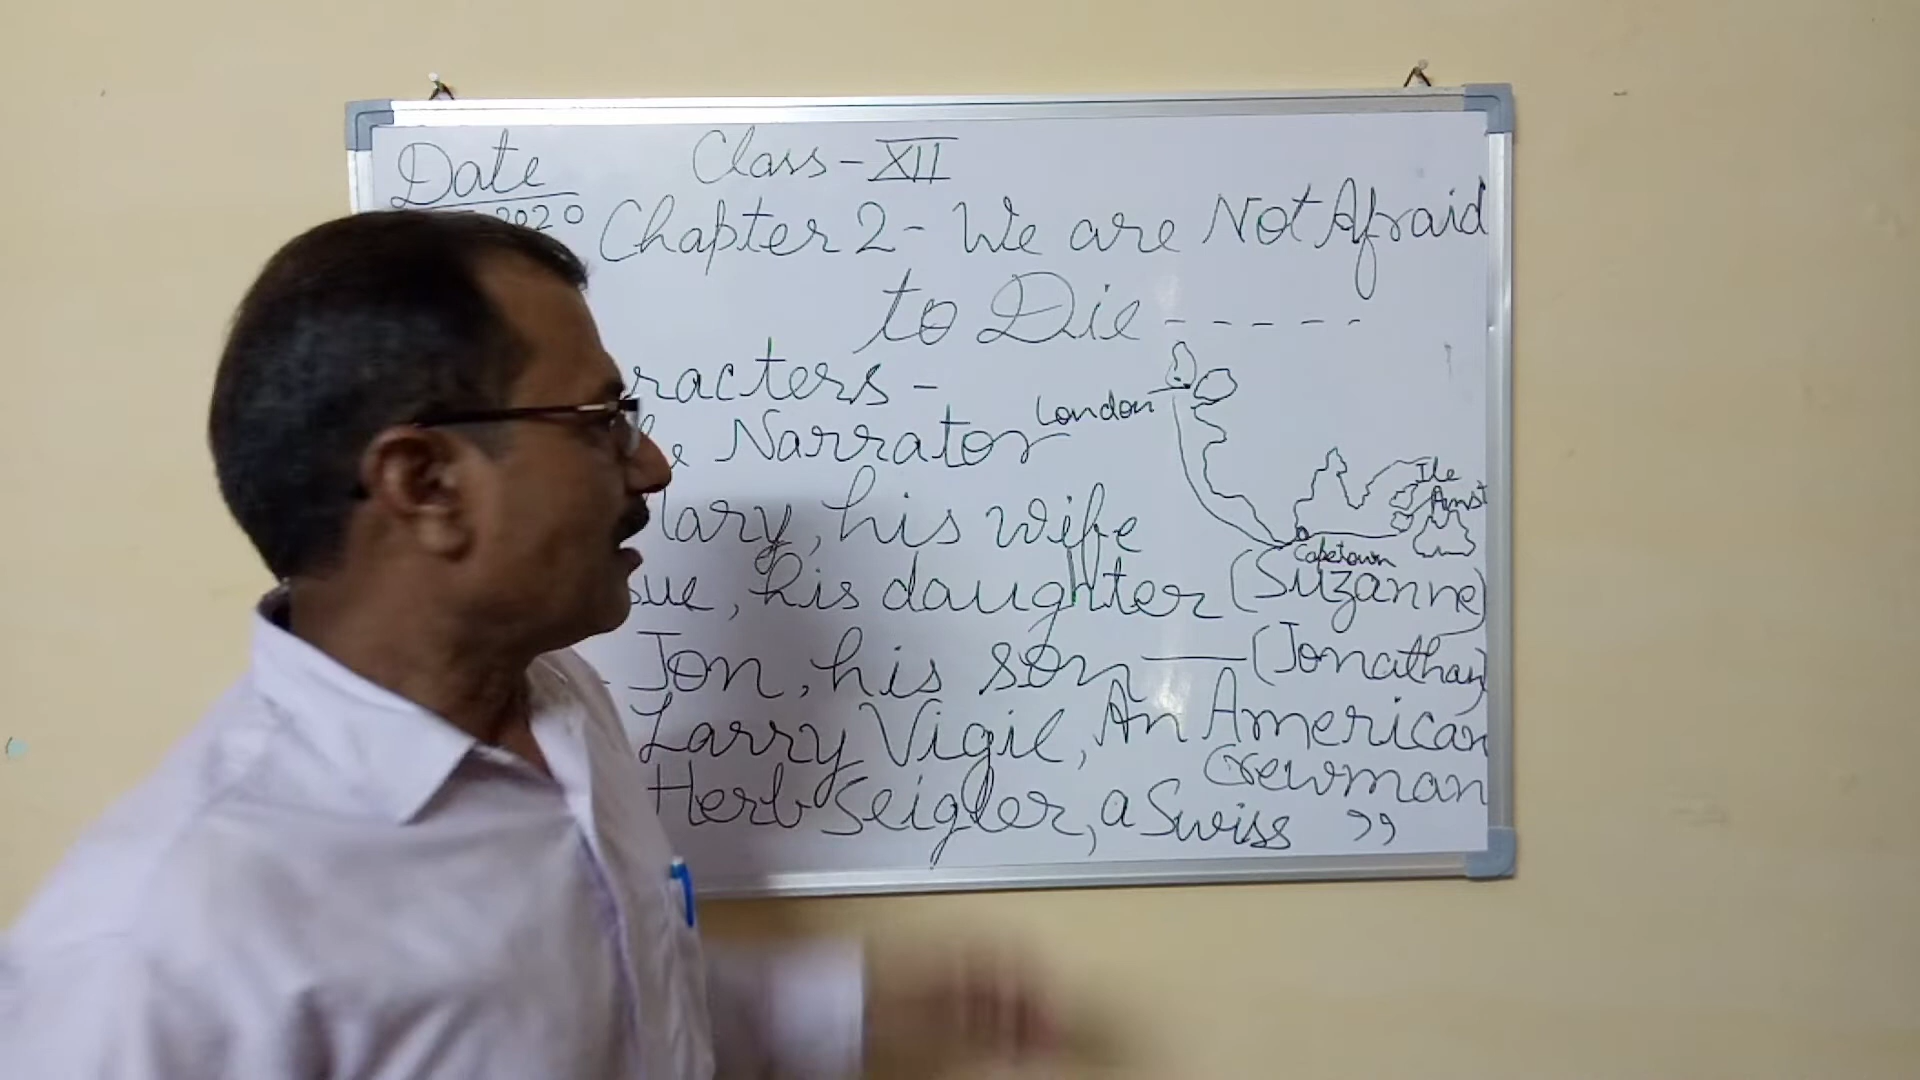 Date Class - XII
2020 Chapter 2 - We are Not Afraid
to Die - - - - -
racters -
Narrator
London
Ile
Amst
Capetown
lary, his wife
sue, his daughter (Suzanne)
Jon, his son — (Jonathan)
Larry Vigil, An American
Crewman
Herb Seigler, a Swiss ”